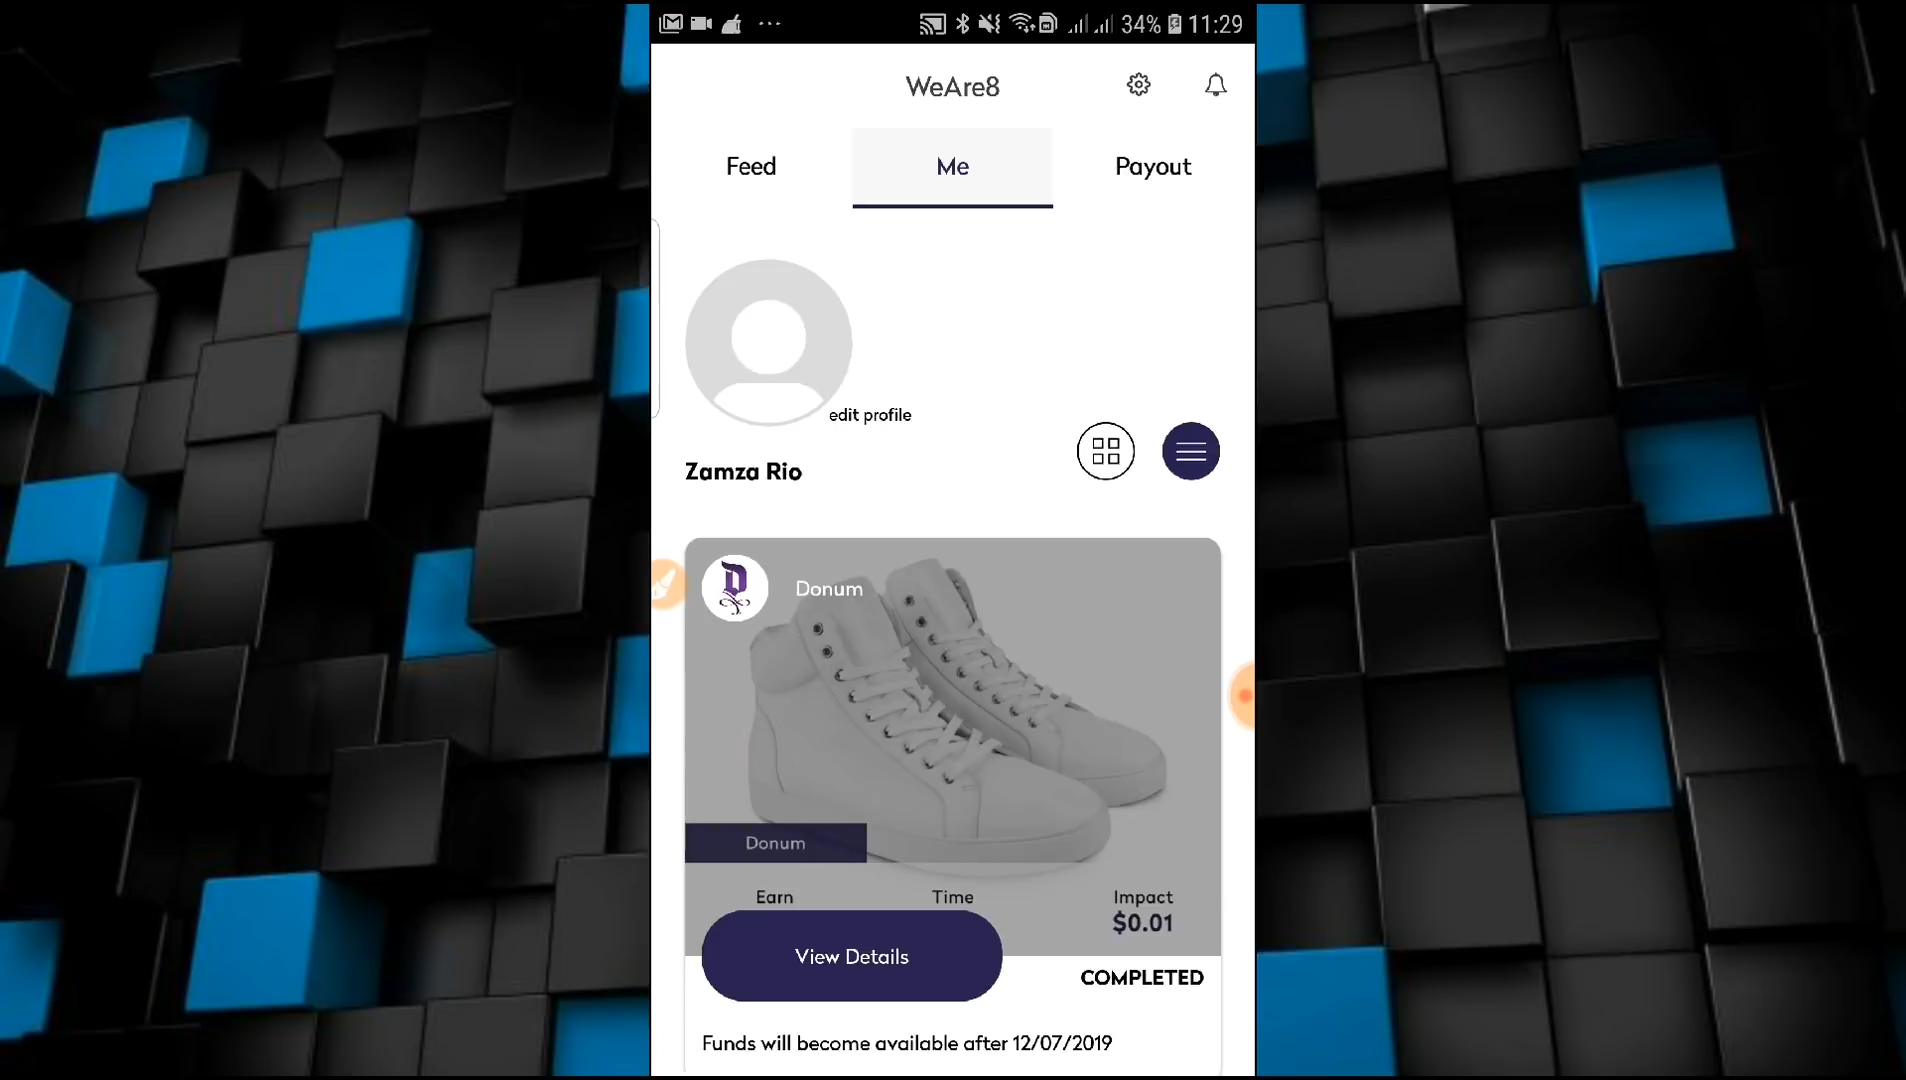 34% 11:29
WeAre8
Feed Me Payout
edit profile
Zamza Rio
D Donum
Donum
Earn Time Impact
$0.01
View Details
COMPLETED
Funds will become available after 12/07/2019